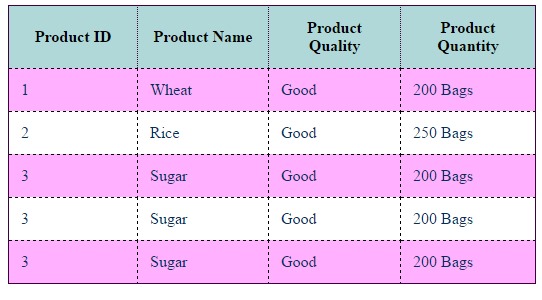 Product ID Product Name Product Quality Product Quantity
1 Wheat Good 200 Bags
2 Rice Good 250 Bags
3 Sugar Good 200 Bags
3 Sugar Good 200 Bags
3 Sugar Good 200 Bags